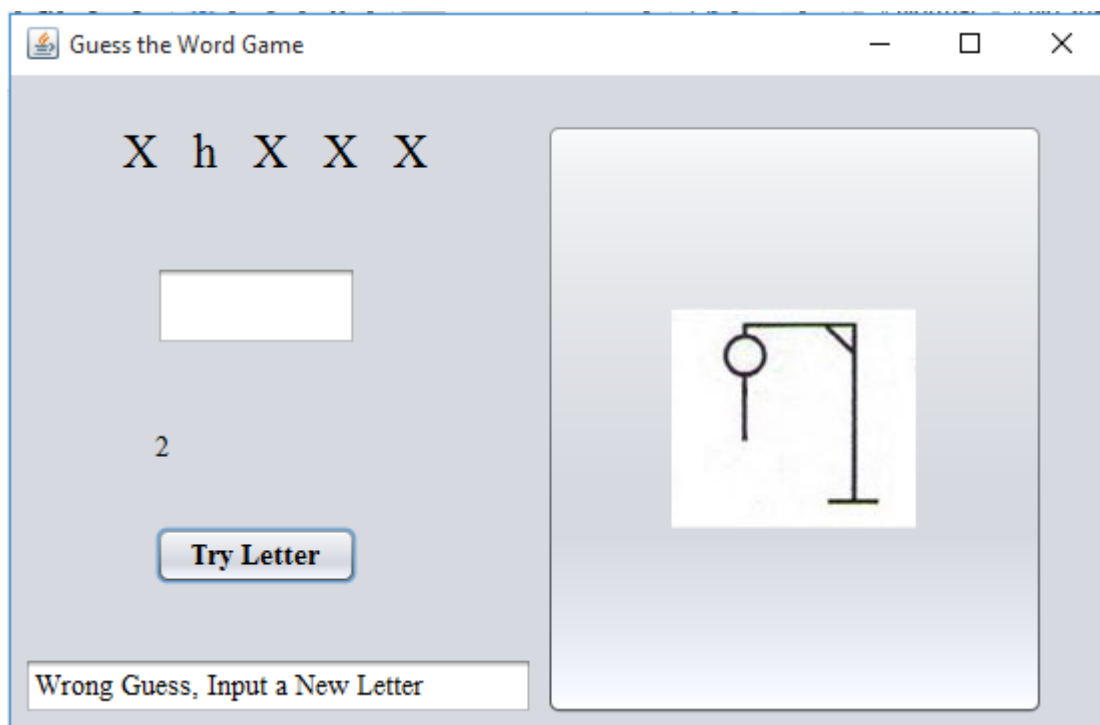 Guess the Word Game
X h X X X
2
Try Letter
Wrong Guess, Input a New Letter